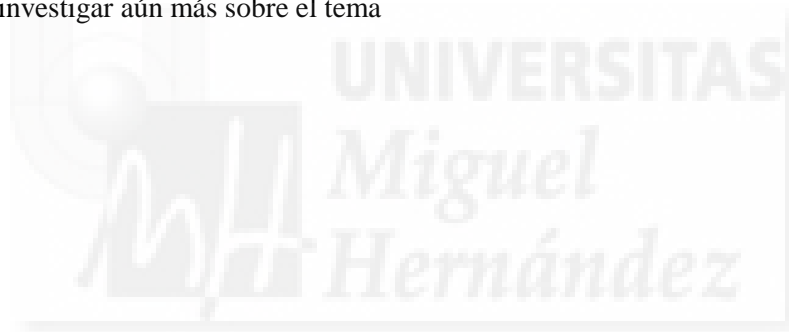 investigar aún más sobre el tema
UNIVERSITAS
Miguel
Hernández